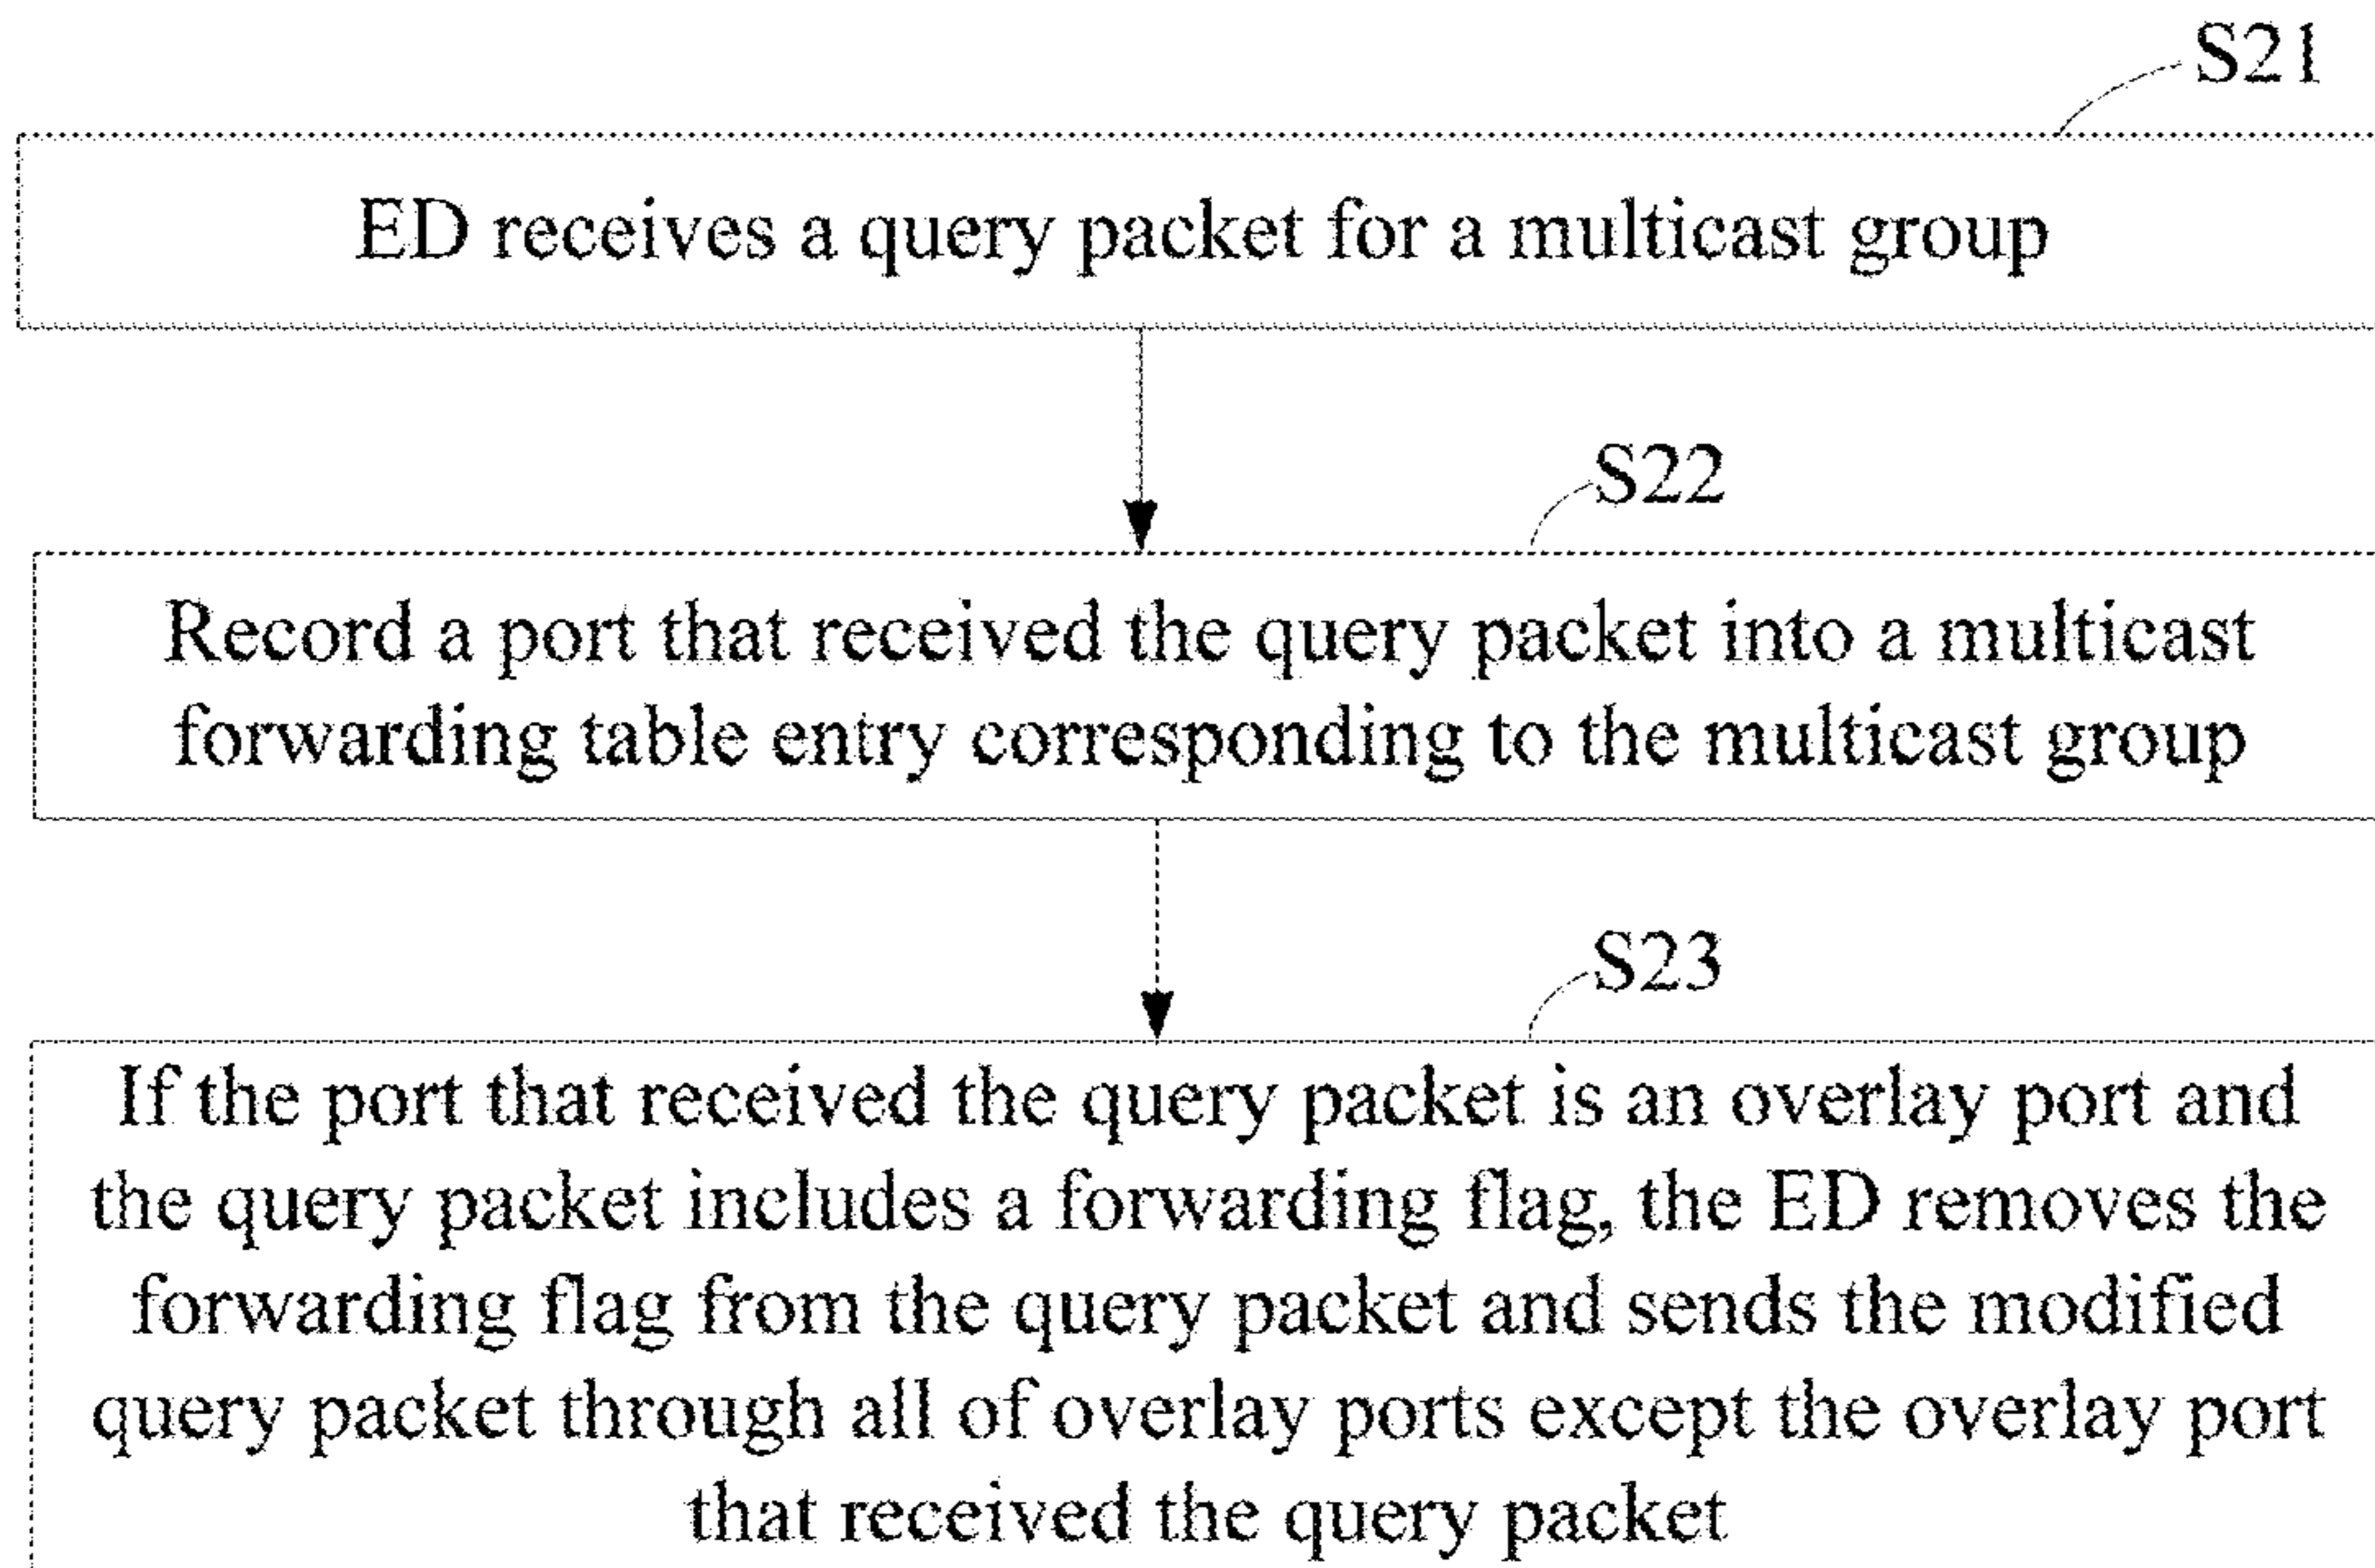 S21
ED receives a query packet for a multicast group
S22
Record a port that received the query packet into a multicast
forwarding table entry corresponding to the multicast group
S23
If the port that received the query packet is an overlay port and
the query packet includes a forwarding flag, the ED removes the
forwarding flag from the query packet and sends the modified
query packet through all of overlay ports except the overlay port
that received the query packet